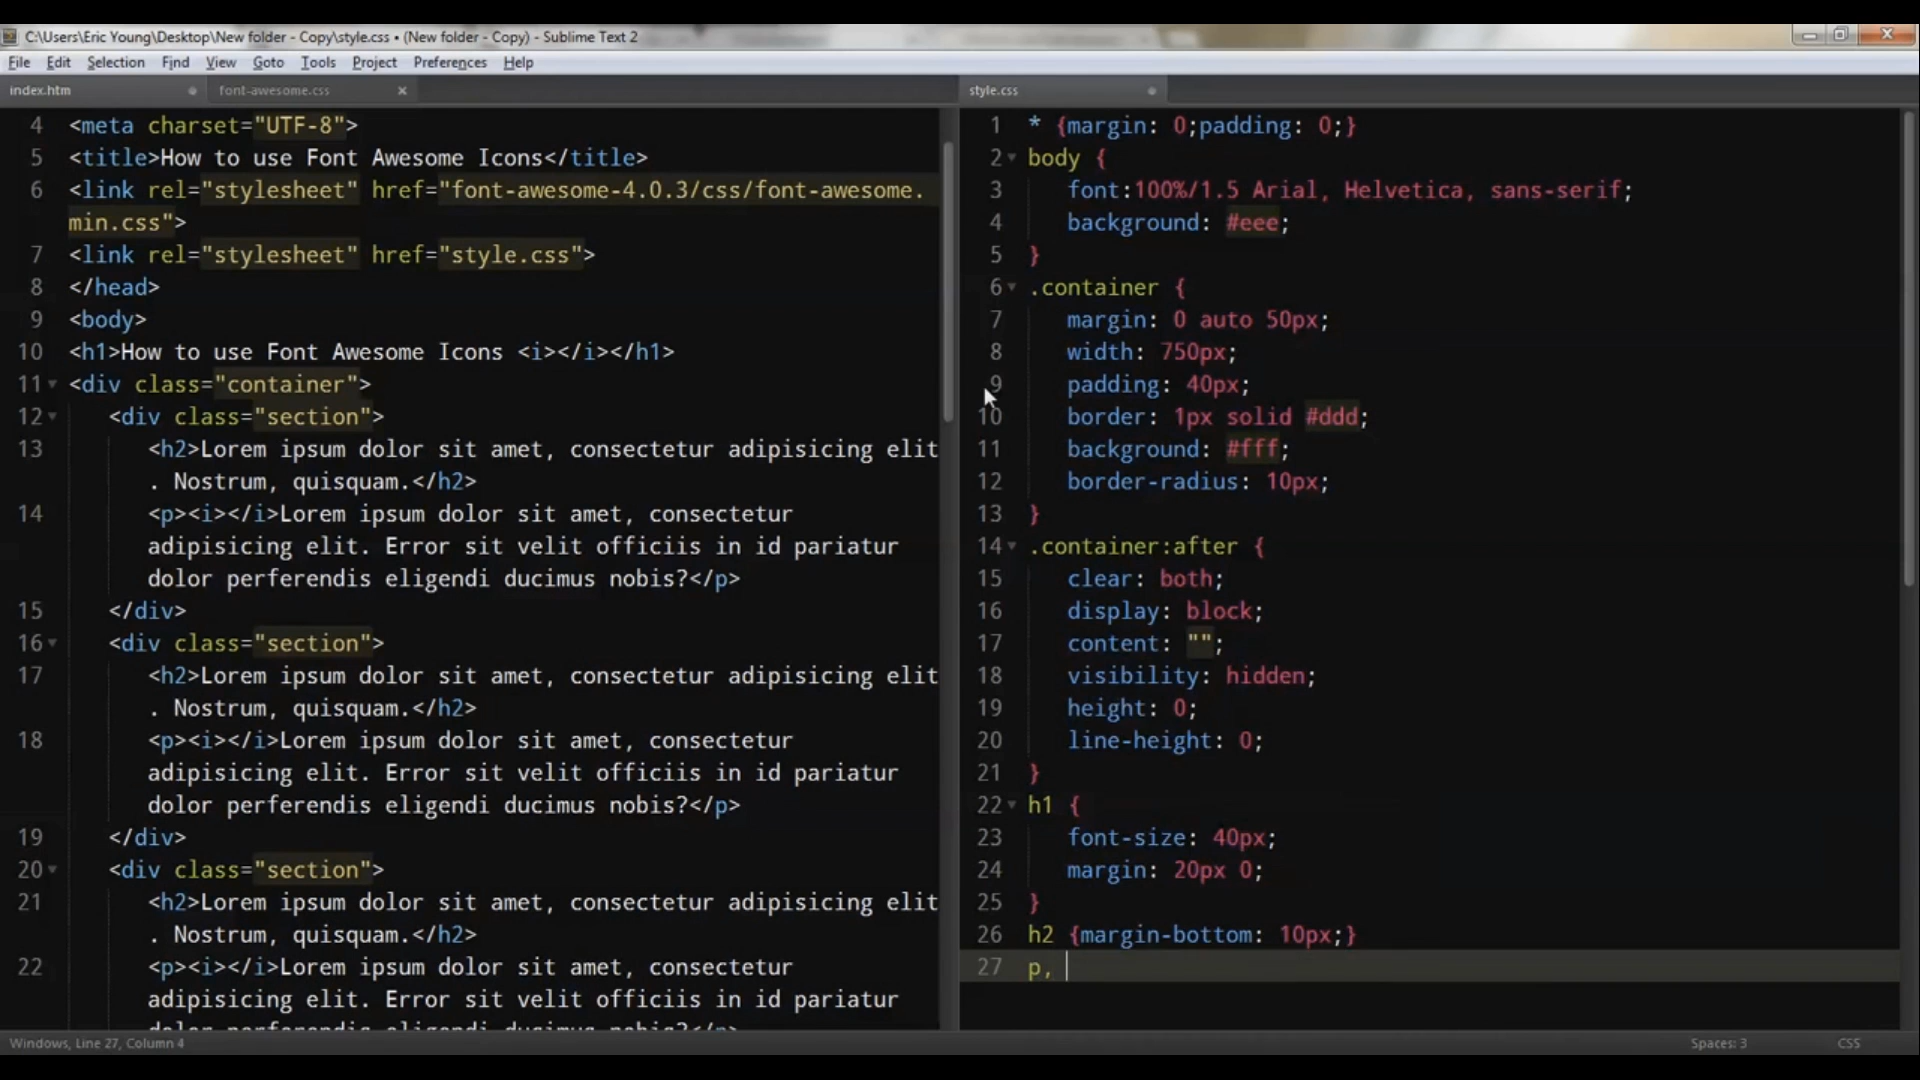 C:\Users\Eric Young\Desktop\New folder - Copy\style.css • (New folder - Copy) - Sublime Text 2
File Edit Selection Find View Goto Tools Project Preferences Help
index.htm font-awesome.css style.css
4 <meta charset="UTF-8">
5 <title>How to use Font Awesome Icons</title>
6 <link rel="stylesheet" href="font-awesome-4.0.3/css/font-awesome.
min.css">
7 <link rel="stylesheet" href="style.css">
8 </head>
9 <body>
10 <h1>How to use Font Awesome Icons <i></i></h1>
11 <div class="container">
12 <div class="section">
13 <h2>Lorem ipsum dolor sit amet, consectetur adipisicing elit
. Nostrum, quisquam.</h2>
14 <p><i></i>Lorem ipsum dolor sit amet, consectetur
adipisicing elit. Error sit velit officiis in id pariatur
dolor perferendis eligendi ducimus nobis?</p>
15 </div>
16 <div class="section">
17 <h2>Lorem ipsum dolor sit amet, consectetur adipisicing elit
. Nostrum, quisquam.</h2>
18 <p><i></i>Lorem ipsum dolor sit amet, consectetur
adipisicing elit. Error sit velit officiis in id pariatur
dolor perferendis eligendi ducimus nobis?</p>
19 </div>
20 <div class="section">
21 <h2>Lorem ipsum dolor sit amet, consectetur adipisicing elit
. Nostrum, quisquam.</h2>
22 <p><i></i>Lorem ipsum dolor sit amet, consectetur
adipisicing elit. Error sit velit officiis in id pariatur
1 * {margin: 0;padding: 0;}
2 body {
3 font:100%/1.5 Arial, Helvetica, sans-serif;
4 background: #eee;
5 }
6 .container {
7 margin: 0 auto 50px;
8 width: 750px;
9 padding: 40px;
10 border: 1px solid #ddd;
11 background: #fff;
12 border-radius: 10px;
13 }
14 .container:after {
15 clear: both;
16 display: block;
17 content: "";
18 visibility: hidden;
19 height: 0;
20 line-height: 0;
21 }
22 h1 {
23 font-size: 40px;
24 margin: 20px 0;
25 }
26 h2 {margin-bottom: 10px;}
27 p,
Windows, Line 27, Column 4 Spaces: 3 CSS